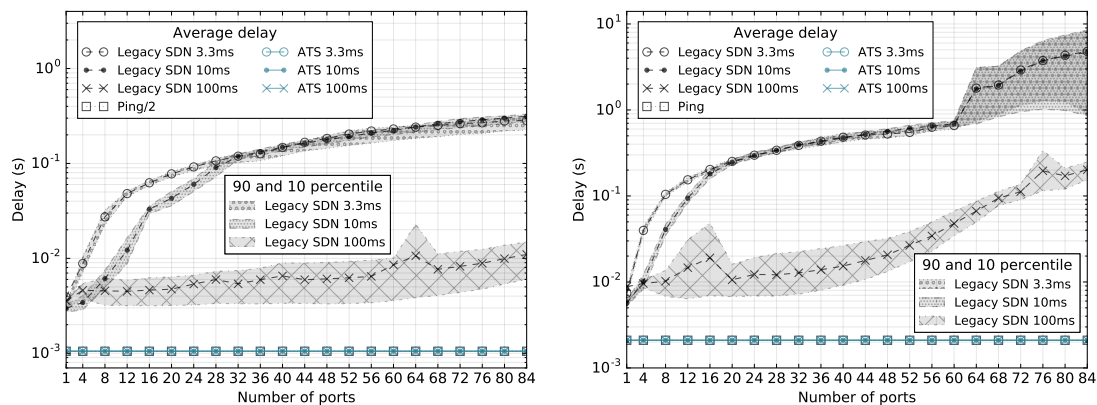 Average delay
Legacy SDN 3.3ms
Legacy SDN 10ms
Legacy SDN 100ms
Ping/2
ATS 3.3ms
ATS 10ms
ATS 100ms
90 and 10 percentile
Legacy SDN 3.3ms
Legacy SDN 10ms
Legacy SDN 100ms
Delay (s)
10⁰
10⁻¹
10⁻²
10⁻³
1 4 8 12 16 20 24 28 32 36 40 44 48 52 56 60 64 68 72 76 80 84
Number of ports
Average delay
Legacy SDN 3.3ms
Legacy SDN 10ms
Legacy SDN 100ms
Ping
ATS 3.3ms
ATS 10ms
ATS 100ms
90 and 10 percentile
Legacy SDN 3.3ms
Legacy SDN 10ms
Legacy SDN 100ms
Delay (s)
10¹
10⁰
10⁻¹
10⁻²
10⁻³
1 4 8 12 16 20 24 28 32 36 40 44 48 52 56 60 64 68 72 76 80 84
Number of ports